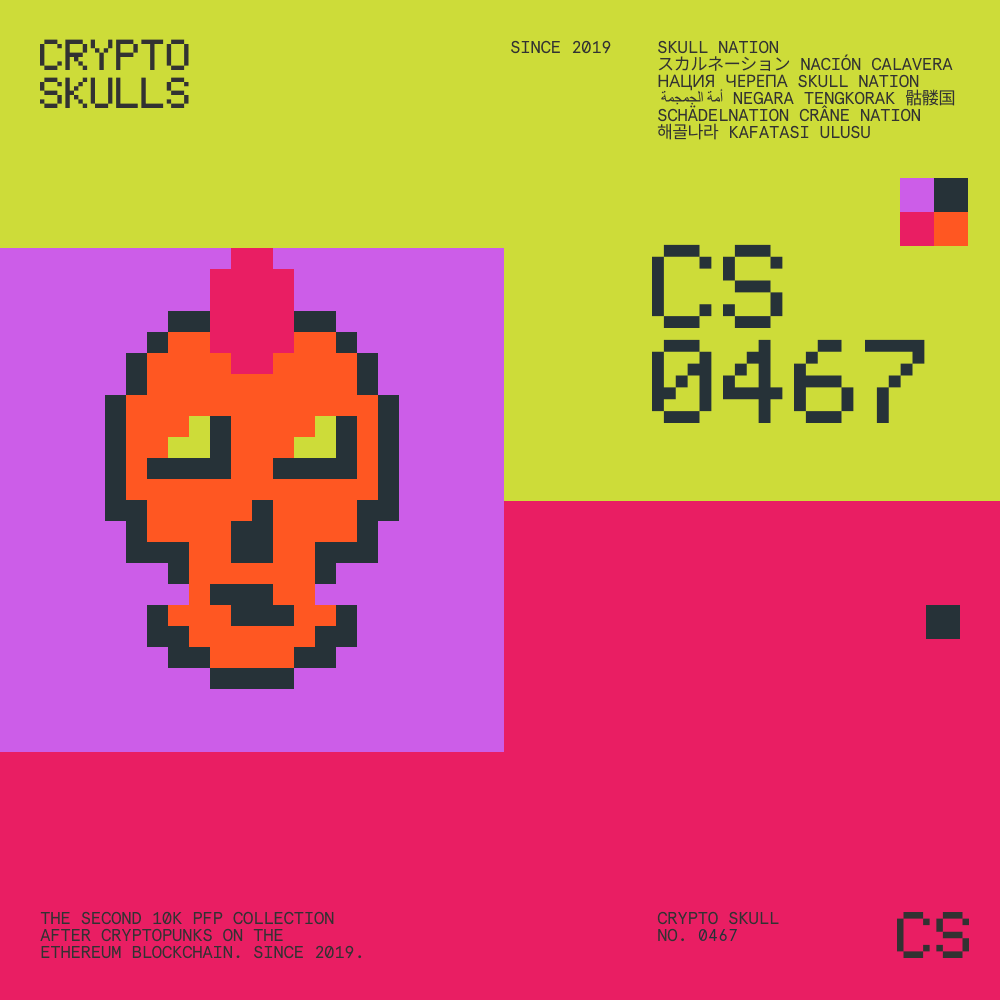 CRYPTO
SKULLS
SINCE 2019
SKULL NATION
スカルネーション NACIÓN CALAVERA
НАЦИЯ ЧЕРЕПА SKULL NATION
أمة الجمجمة NEGARA TENGKORAK 骷髅国
SCHÄDELNATION CRÂNE NATION
해골나라 KAFATASI ULUSU
CS
0467
THE SECOND 10K PFP COLLECTION
AFTER CRYPTOPUNKS ON THE
ETHEREUM BLOCKCHAIN. SINCE 2019.
CRYPTO SKULL
NO. 0467
CS